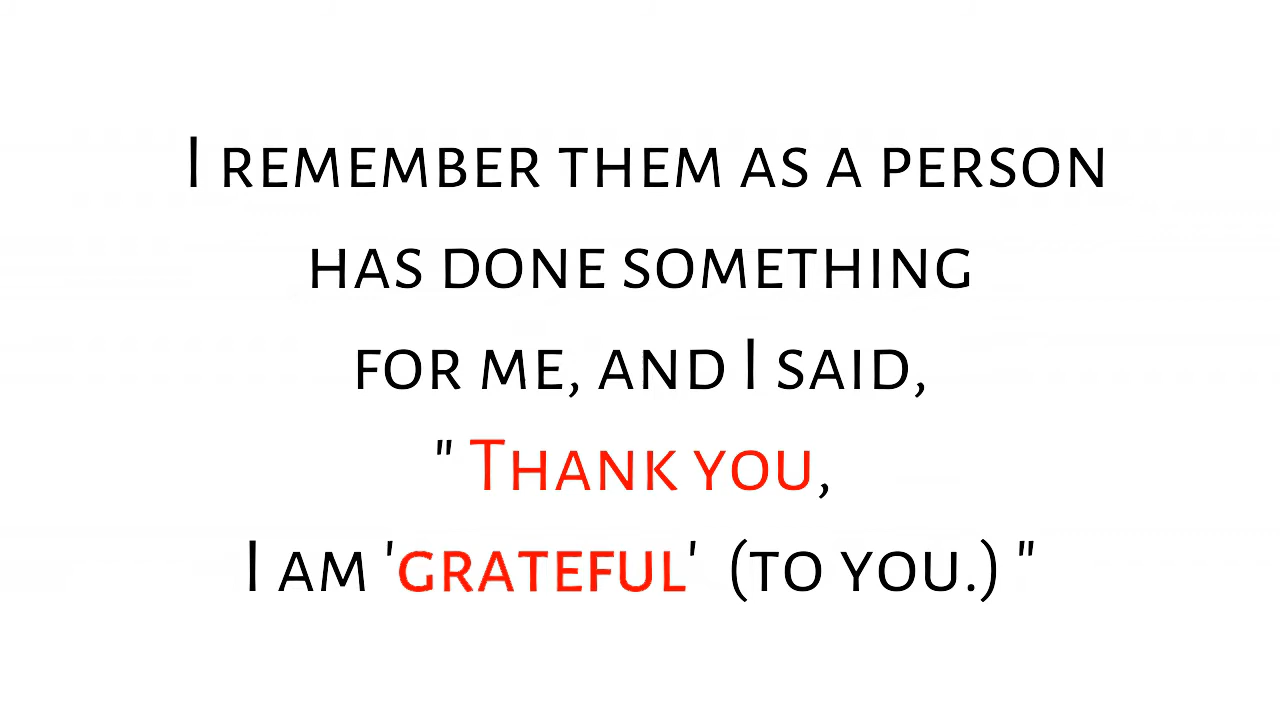 I REMEMBER THEM AS A PERSON
HAS DONE SOMETHING
FOR ME, AND I SAID,
" THANK YOU,
I AM 'GRATEFUL' (TO YOU.) "